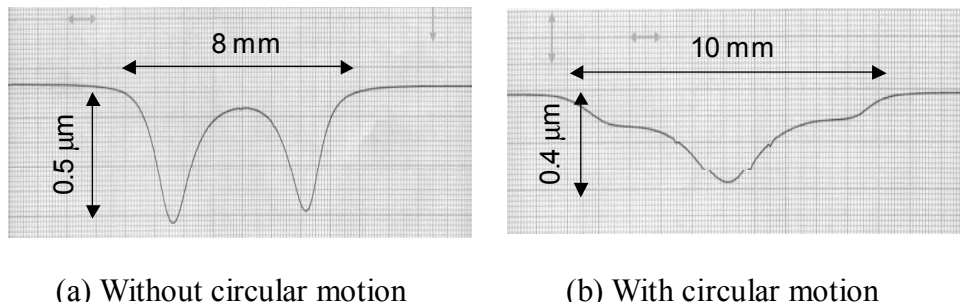 8 mm
0.5 μm
(a) Without circular motion
10 mm
0.4 μm
(b) With circular motion